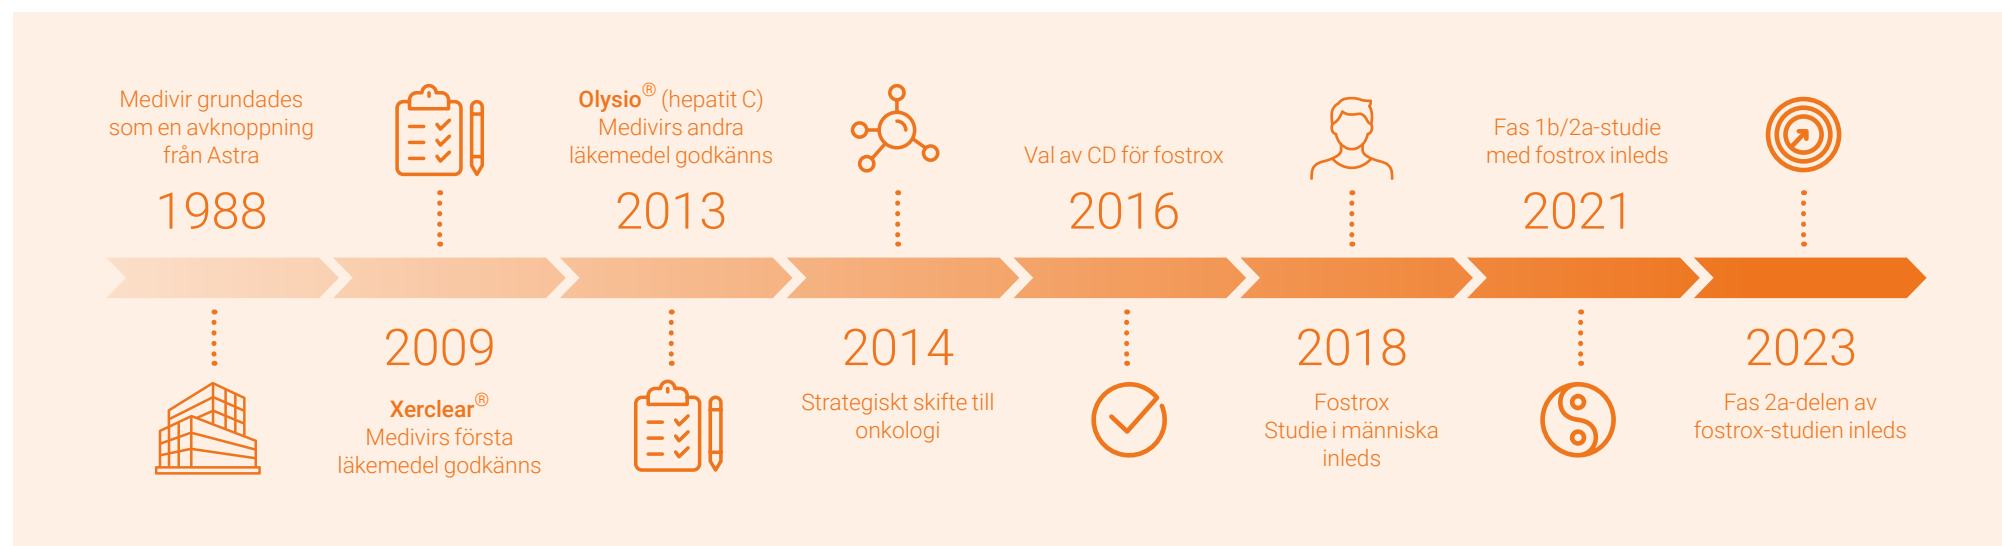 Medivir grundades
som en avknoppning
från Astra
1988
2009
Xerclear®
Medivirs första
läkemedel godkänns
Olysio® (hepatit C)
Medivirs andra
läkemedel godkänns
2013
2014
Strategiskt skifte till
onkologi
Val av CD för fostrox
2016
2018
Fostrox
Studie i människa
inleds
Fas 1b/2a-studie
med fostrox inleds
2021
2023
Fas 2a-delen av
fostrox-studien inleds